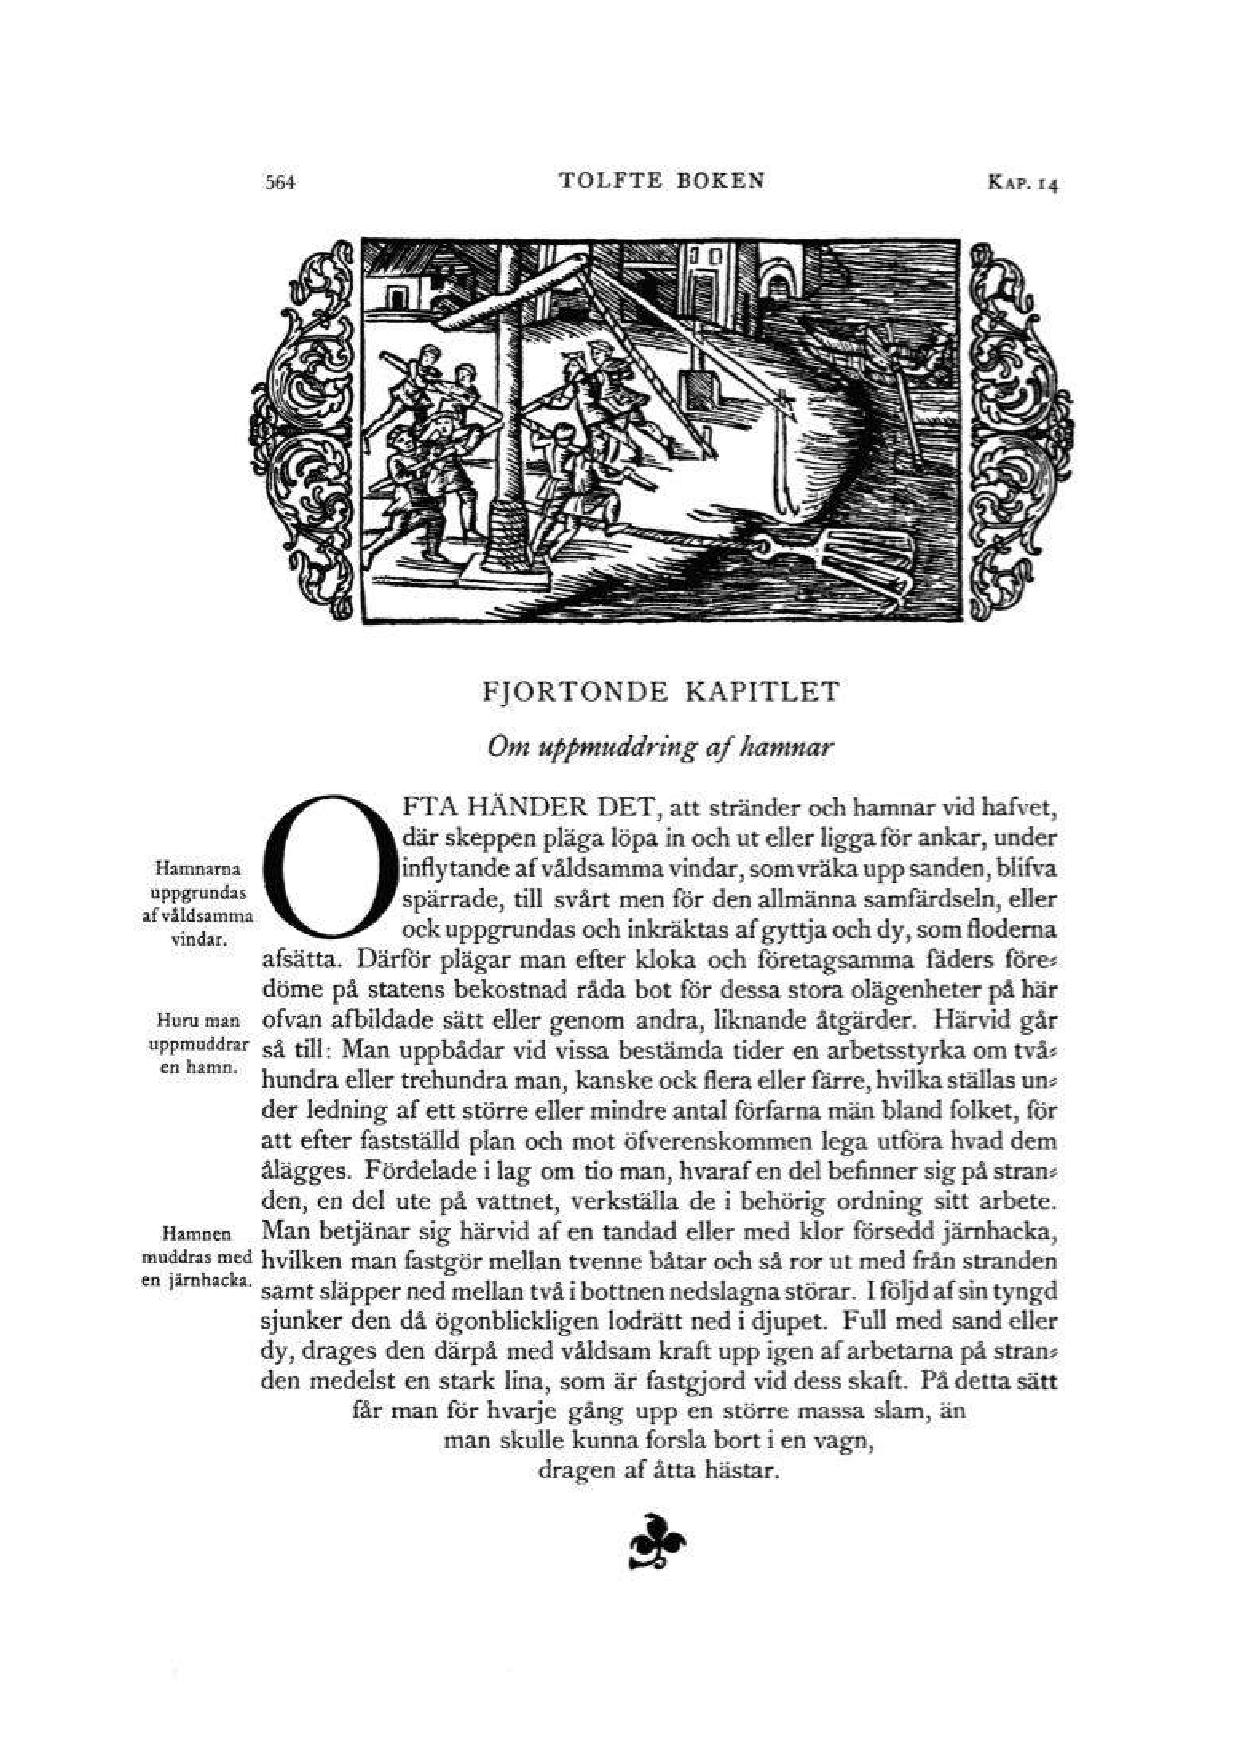 564
TOLFTE BOKEN
KAP. 14
FJORTONDE KAPITLET
Om uppmuddring af hamnar
OFTA HÄNDER DET, att stränder och hamnar vid hafvet,
där skeppen pläga löpa in och ut eller ligga för ankar, under
inflytande af våldsamma vindar, som vräka upp sanden, blifva
spärrade, till svårt men för den allmänna samfärdseln, eller
ock uppgrundas och inkräktas af gyttja och dy, som floderna
afsätta. Därför plägar man efter kloka och företagsamma fäders före-
döme på statens bekostnad råda bot för dessa stora olägenheter på här
ofvan afbildade sätt eller genom andra, liknande åtgärder. Härvid går
så till: Man uppbådar vid vissa bestämda tider en arbetsstyrka om två-
hundra eller trehundra man, kanske ock flera eller färre, hvilka ställas un-
der ledning af ett större eller mindre antal förfarna män bland folket, för
att efter fastställd plan och mot öfverenskommen lega utföra hvad dem
ålägges. Fördelade i lag om tio man, hvaraf en del befinner sig på stran-
den, en del ute på vattnet, verkställa de i behörig ordning sitt arbete.
Man betjänar sig härvid af en tandad eller med klor försedd järnhacka,
hvilken man fastgör mellan tvenne båtar och så ror ut med från stranden
samt släpper ned mellan två i bottnen nedslagna störar. I följd af sin tyngd
sjunker den då ögonblickligen lodrätt ned i djupet. Full med sand eller
dy, drages den därpå med våldsam kraft upp igen af arbetarna på stran-
den medelst en stark lina, som är fastgjord vid dess skaft. På detta sätt
får man för hvarje gång upp en större massa slam, än
man skulle kunna forsla bort i en vagn,
dragen af åtta hästar.
Hamnarna
uppgrundas
af våldsamma
vindar.
Huru man
uppmuddrar
en hamn.
Hamnen
muddras med
en järnhacka.